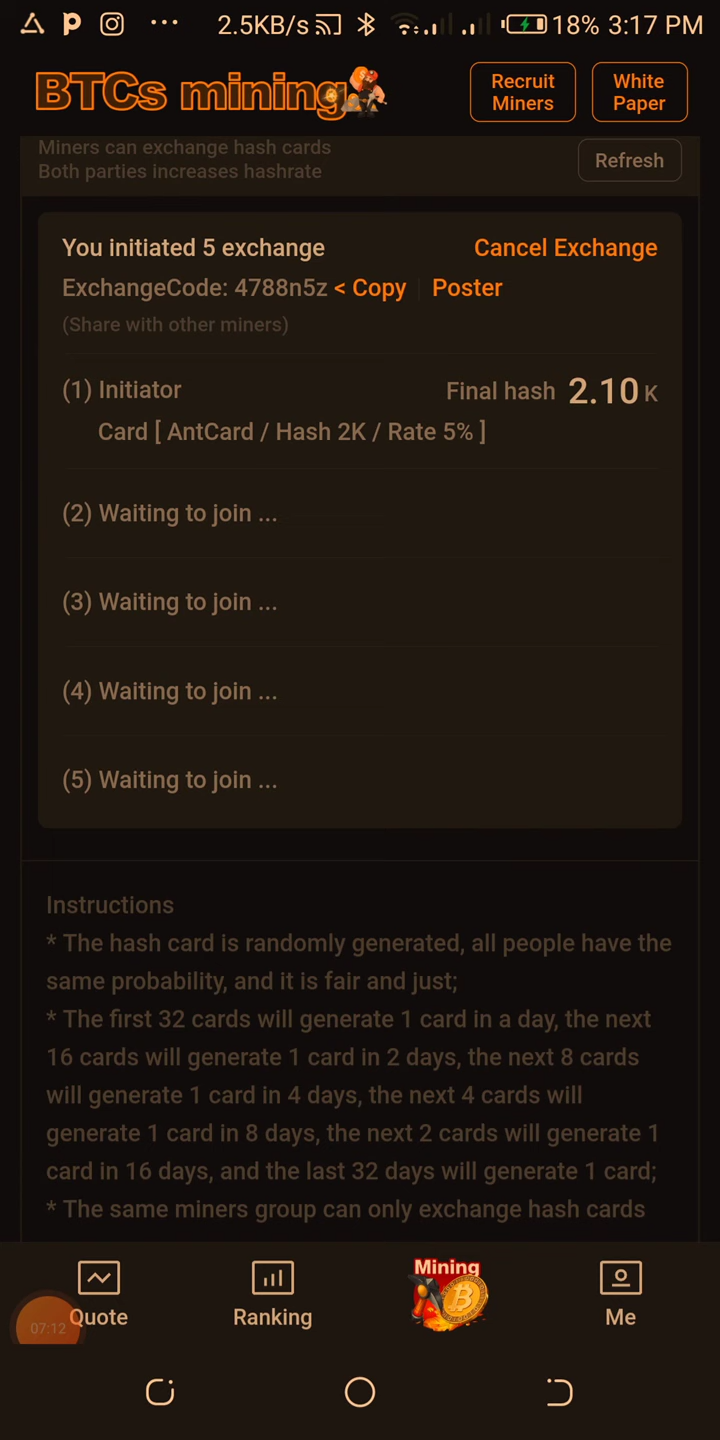 2.5KB/s 18% 3:17 PM
BTCs mining
Recruit Miners
White Paper
Miners can exchange hash cards
Both parties increases hashrate
Refresh
You initiated 5 exchange Cancel Exchange
ExchangeCode: 4788n5z < Copy Poster
(Share with other miners)
(1) Initiator Final hash 2.10 K
Card [ AntCard / Hash 2K / Rate 5% ]
(2) Waiting to join ...
(3) Waiting to join ...
(4) Waiting to join ...
(5) Waiting to join ...
Instructions
* The hash card is randomly generated, all people have the
same probability, and it is fair and just;
* The first 32 cards will generate 1 card in a day, the next
16 cards will generate 1 card in 2 days, the next 8 cards
will generate 1 card in 4 days, the next 4 cards will
generate 1 card in 8 days, the next 2 cards will generate 1
card in 16 days, and the last 32 days will generate 1 card;
* The same miners group can only exchange hash cards
Mining
07:12
Quote Ranking Me